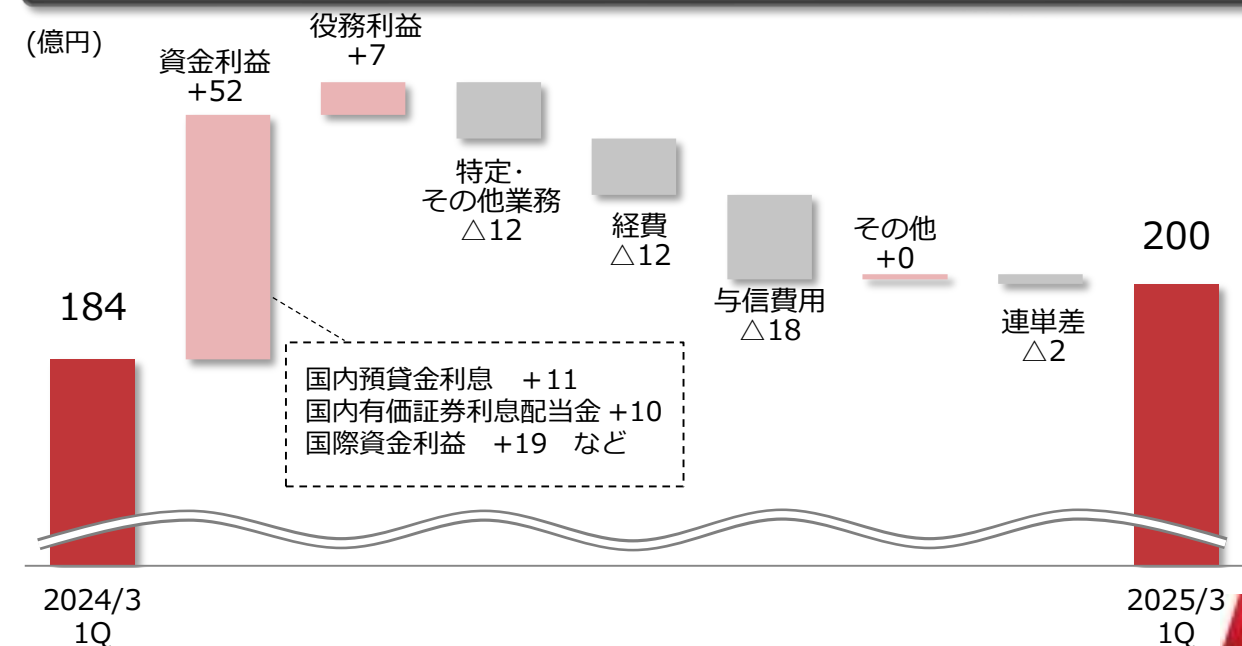 (億円)
資金利益
+52
役務利益
+7
特定･
その他業務
△12
経費
△12
与信費用
△18
その他
+0
連単差
△2
184
200
国内預貸金利息　+11
国内有価証券利息配当金 +10
国際資金利益　+19　など
2024/3
1Q
2025/3
1Q